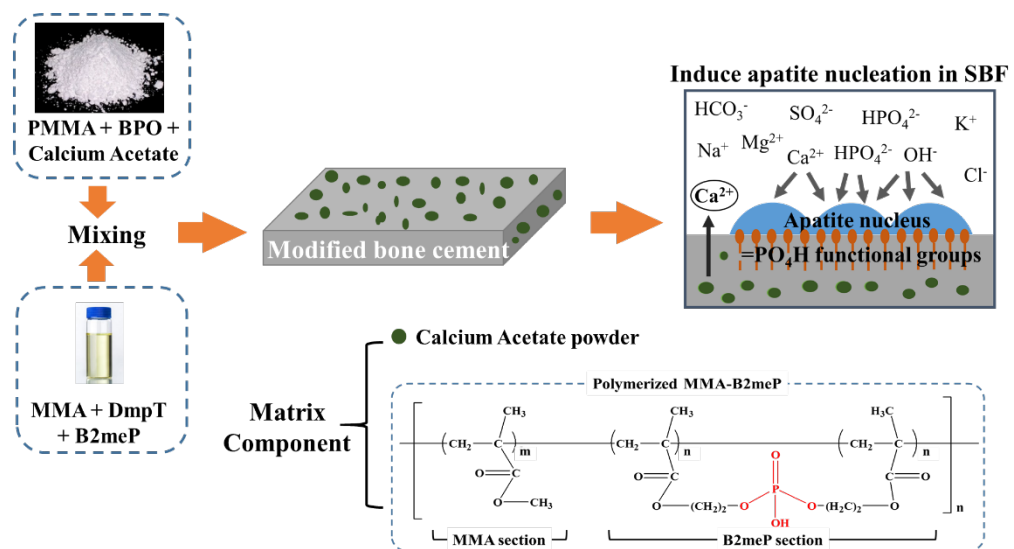 PMMA + BPO +
Calcium Acetate
Mixing
MMA + DmpT
+ B2meP
Modified bone cement
Induce apatite nucleation in SBF
HCO₃⁻
SO₄²⁻
HPO₄²⁻
K⁺
Na⁺
Mg²⁺
Ca²⁺
HPO₄²⁻
OH⁻
Cl⁻
Ca²⁺
Apatite nucleus
=PO₄H functional groups
Matrix
Component
Calcium Acetate powder
Polymerized MMA-B2meP
CH₃
CH₃
H₃C
CH₂
C
m
CH₂
C
n
CH₂
C
n
O
C
O
C
O
P
C
O
O
CH₃
O
(CH₂)₂
O
O
(H₂C)₂
O
OH
n
MMA section
B2meP section